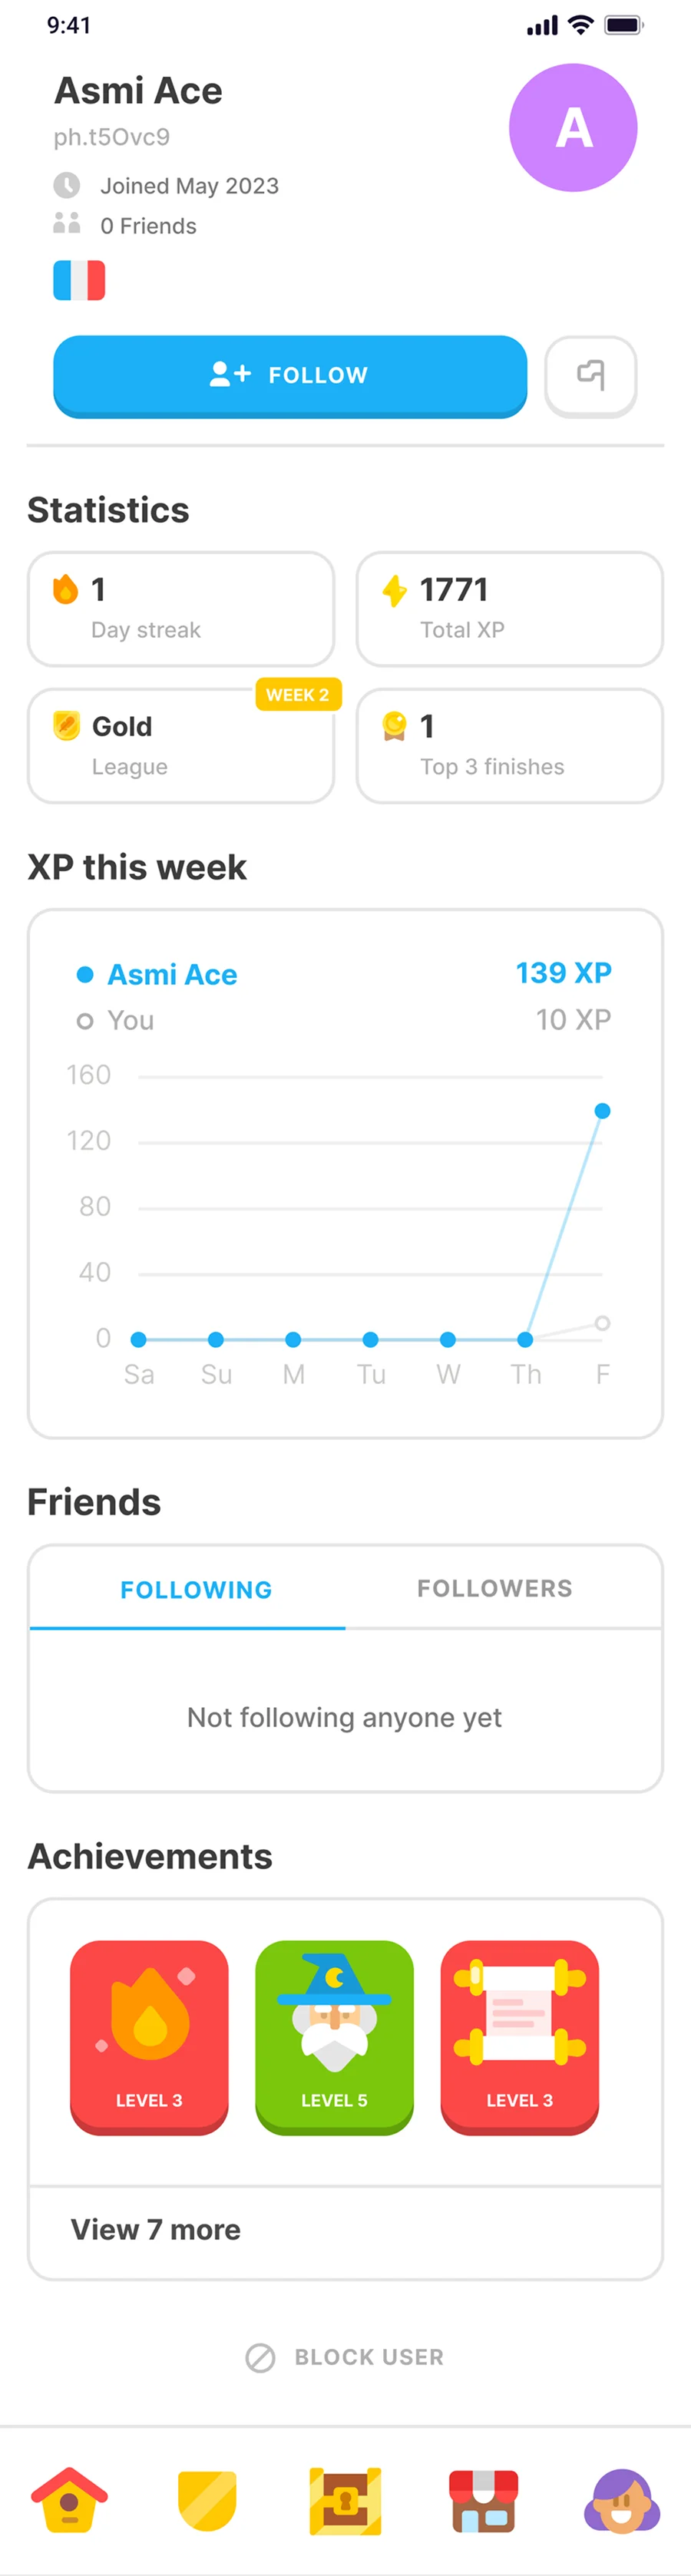 9:41
Asmi Ace
A
ph.t5Ovc9
Joined May 2023
0 Friends
FOLLOW
Statistics
1
Day streak
1771
Total XP
WEEK 2
Gold
League
1
Top 3 finishes
XP this week
Asmi Ace 139 XP
You 10 XP
160
120
80
40
0
Sa Su M Tu W Th F
Friends
FOLLOWING FOLLOWERS
Not following anyone yet
Achievements
LEVEL 3 LEVEL 5 LEVEL 3
View 7 more
BLOCK USER